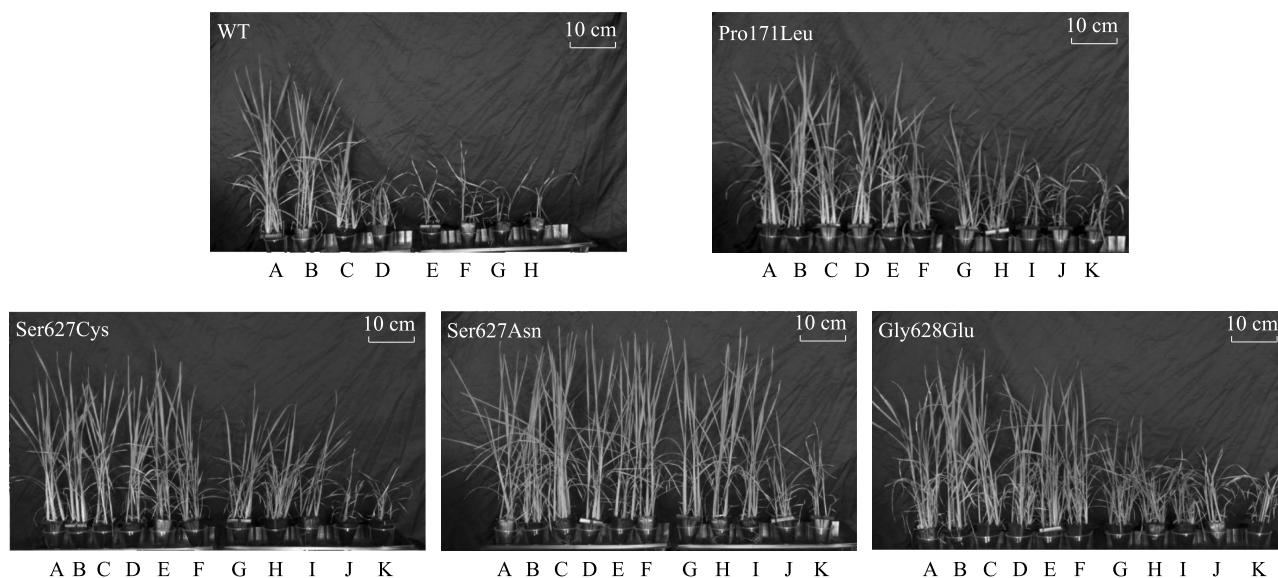 WT
10 cm
A B C D E F G H
Pro171Leu
10 cm
A B C D E F G H I J K
Ser627Cys
10 cm
A B C D E F G H I J K
Ser627Asn
10 cm
A B C D E F G H I J K
Gly628Glu
10 cm
A B C D E F G H I J K